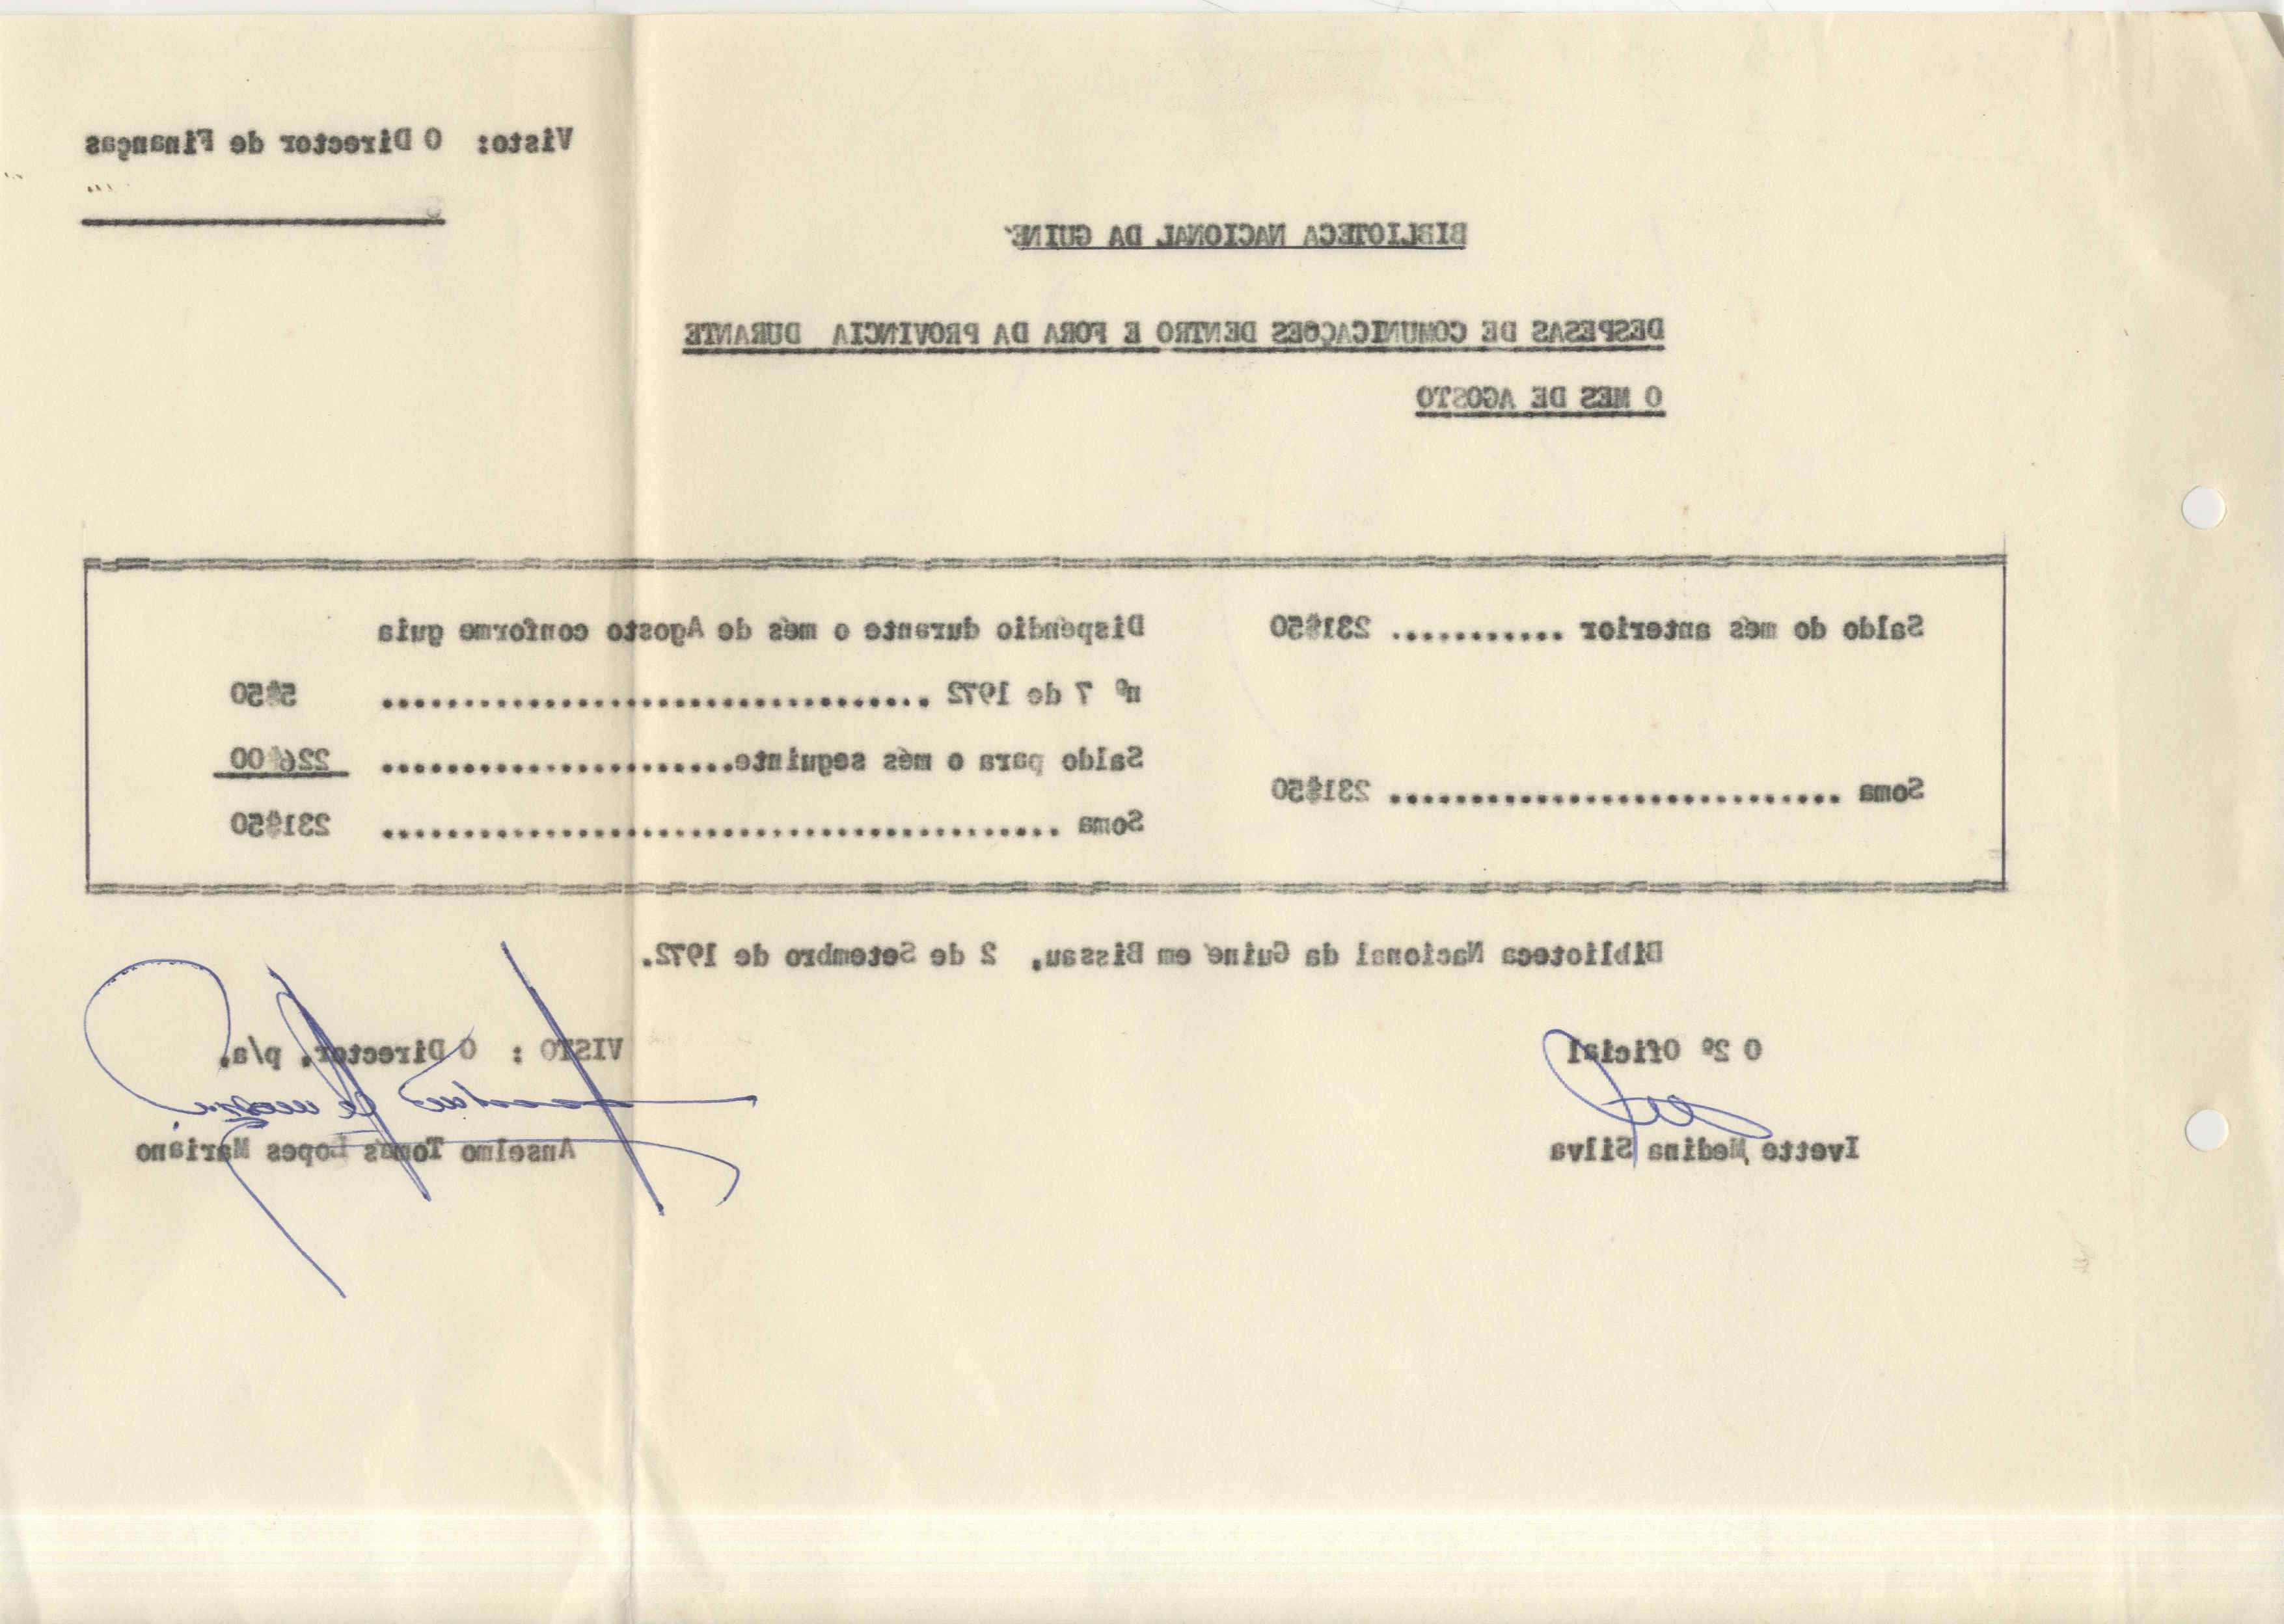 Visto: O Director de Finanças
BIBLIOTECA NACIONAL DA GUINE´
DESPESAS DE COMUNICAÇOES DENTRO E FORA DA PROVINCIA DURANTE
O MES DE AGOSTO
Saldo do mês anterior ........... 231$50
Soma ............................ 231$50
Dispêndio durante o mês de Agosto conforme guia
nº 7 de 1972 .................................. 5$50
Saldo para o mês seguinte...................... 226$00
Soma .......................................... 231$50
Biblioteca Nacional da Guiné em Bissau, 2 de Setembro de 1972.
O 2º Oficial
Ivette Medina Silva
VISTO : O Director, p/a,
Anselmo Tomás Lopes Mariano